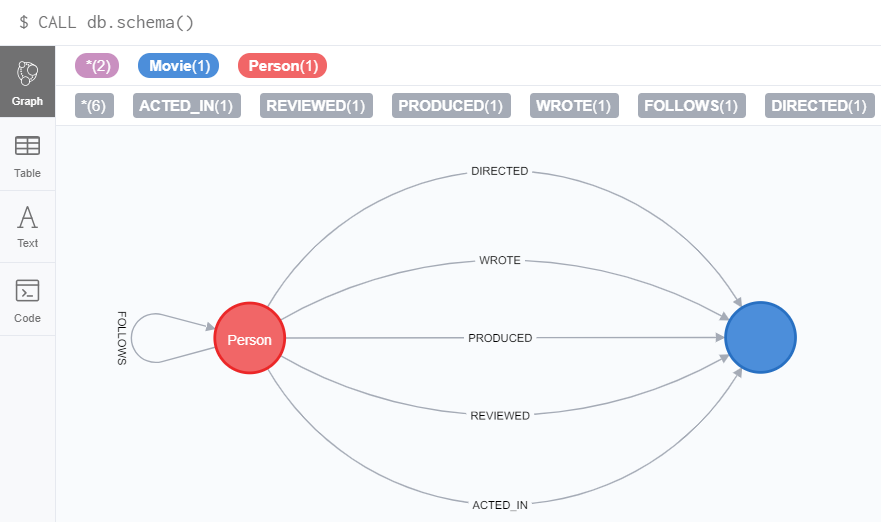 $ CALL db.schema()
*(2) Movie(1) Person(1)
Graph
*(6) ACTED_IN(1) REVIEWED(1) PRODUCED(1) WROTE(1) FOLLOWS(1) DIRECTED(1)
Table
Text
Code
DIRECTED
WROTE
FOLLOWS
Person
PRODUCED
REVIEWED
ACTED_IN